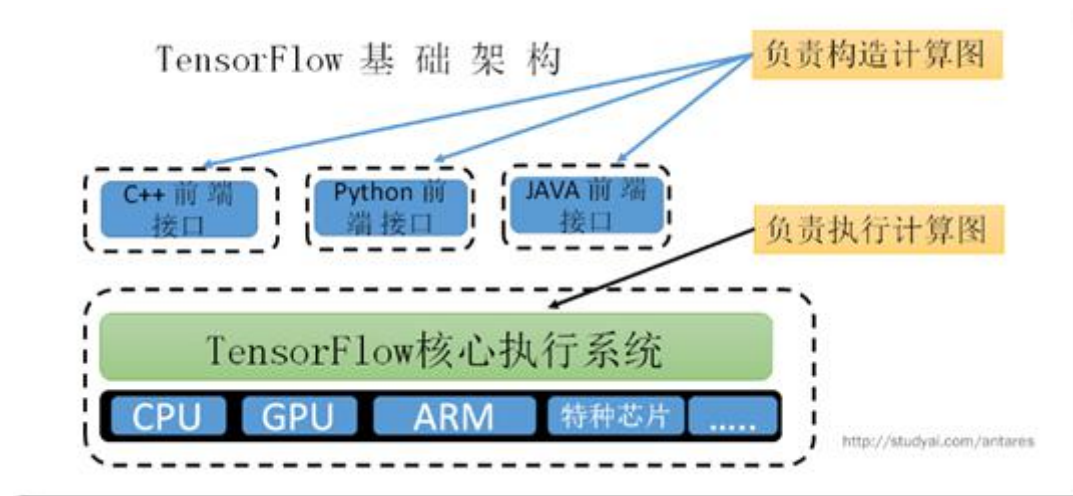 TensorFlow 基 础 架 构
负责构造计算图
C++ 前 端
接口
Python 前
端 接口
JAVA 前 端
接口
负责执行计算图
TensorFlow核心执行系统
CPU
GPU
ARM
特种芯片
.....
http://studyai.com/antares